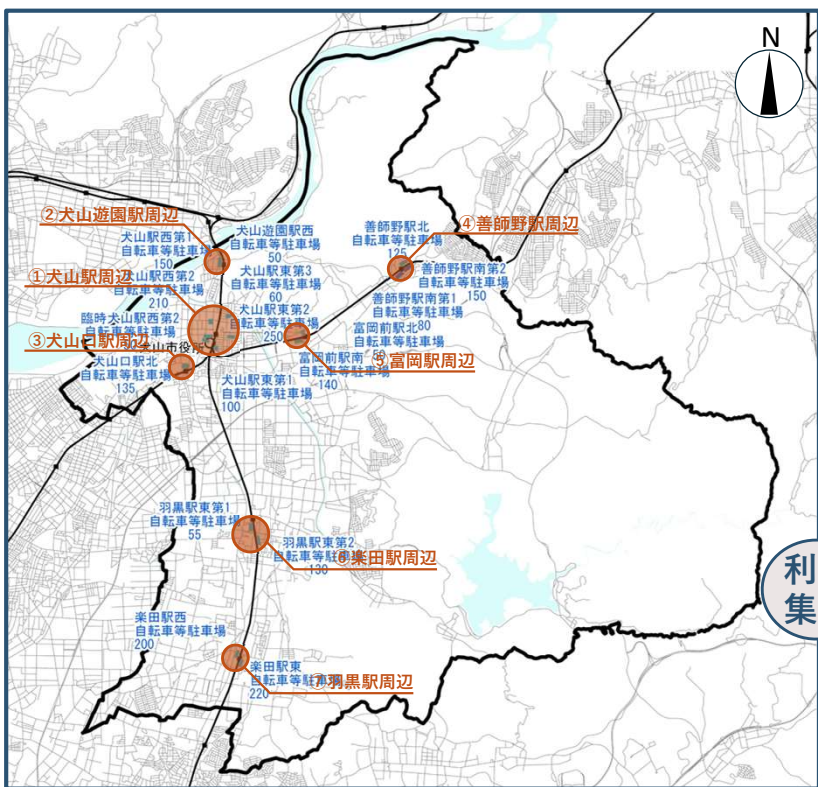 N
②犬山遊園駅周辺
犬山遊園駅西
自転車等駐車場
50
犬山駅西第1
自転車等駐車場
150
善師野駅北
自転車等駐車場
125
④善師野駅周辺
①犬山駅周辺
犬山駅西第2
自転車等駐車場
210
犬山駅東第3
自転車等駐車場
60
善師野駅南第2
自転車等駐車場
150
善師野駅南第1
自転車等駐車場
80
臨時犬山駅西第2
自転車等駐車場
犬山駅東第2
自転車等駐車場
250
③犬山口駅周辺
犬山市役所
富岡前駅北
自転車等駐車場
⑤富岡駅周辺
犬山口駅北
自転車等駐車場
135
富岡前駅南
自転車等駐車場
140
犬山駅東第1
自転車等駐車場
100
羽黒駅東第1
自転車等駐車場
55
羽黒駅東第2
自転車等駐車場
130
⑥楽田駅周辺
利
集
楽田駅西
自転車等駐車場
200
楽田駅東
自転車等駐車場
220
⑦羽黒駅周辺